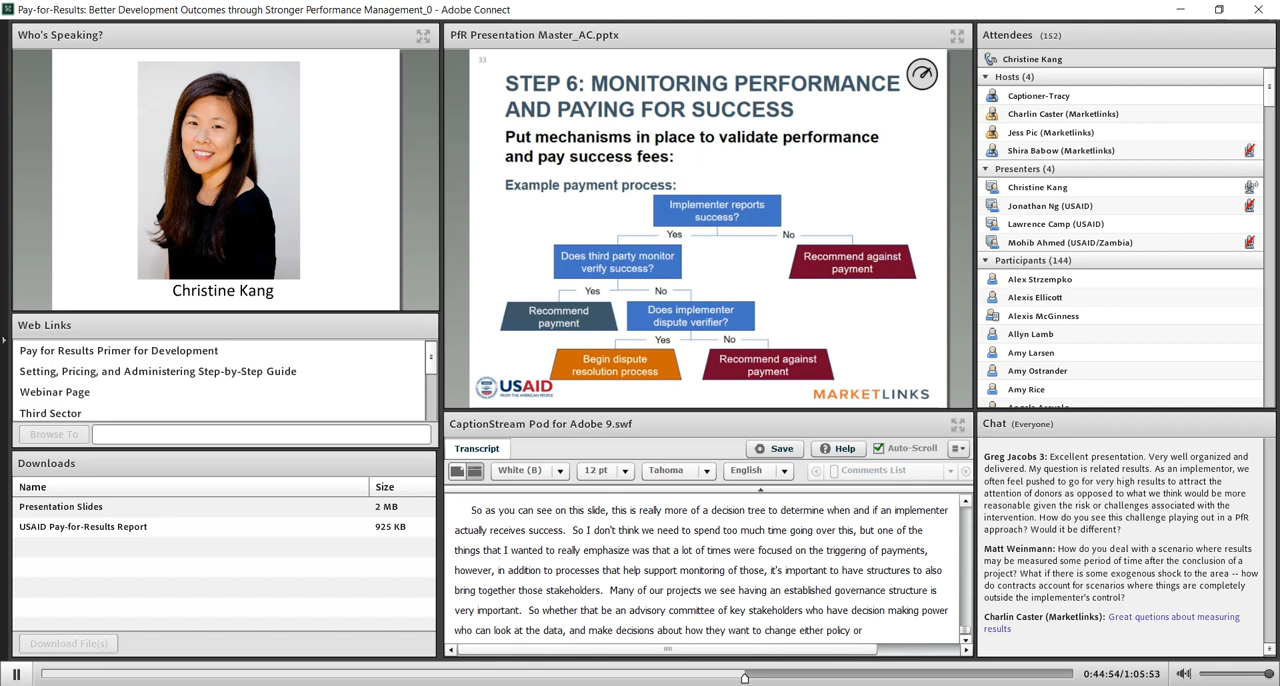 Pay-for-Results: Better Development Outcomes through Stronger Performance Management_0 - Adobe Connect
Who's Speaking?
Christine Kang
Web Links
Pay for Results Primer for Development
Setting, Pricing, and Administering Step-by-Step Guide
Webinar Page
Third Sector
Browse To
Downloads
Name Size
Presentation Slides 2 MB
USAID Pay-for-Results Report 925 KB
Download File(s)
PfR Presentation Master_AC.pptx
33
STEP 6: MONITORING PERFORMANCE
AND PAYING FOR SUCCESS
Put mechanisms in place to validate performance
and pay success fees:
Example payment process:
Implementer reports
success?
Yes No
Does third party monitor
verify success?
Recommend against
payment
Yes No
Recommend
payment
Does implementer
dispute verifier?
Yes No
Begin dispute
resolution process
Recommend against
payment
USAID
FROM THE AMERICAN PEOPLE
MARKETLINKS
CaptionStream Pod for Adobe 9.swf
Transcript
Save
Help
Auto-Scroll
White (B)
12 pt
Tahoma
English
Comments List
So as you can see on this slide, this is really more of a decision tree to determine when and if an implementer
actually receives success. So I don't think we need to spend too much time going over this, but one of the
things that I wanted to really emphasize was that a lot of times were focused on the triggering of payments,
however, in addition to processes that help support monitoring of those, it's important to have structures to also
bring together those stakeholders. Many of our projects we see having an established governance structure is
very important. So whether that be an advisory committee of key stakeholders who have decision making power
who can look at the data, and make decisions about how they want to change either policy or
Attendees (152)
Christine Kang
Hosts (4)
Captioner-Tracy
Charlin Caster (Marketlinks)
Jess Pic (Marketlinks)
Shira Babow (Marketlinks)
Presenters (4)
Christine Kang
Jonathan Ng (USAID)
Lawrence Camp (USAID)
Mohib Ahmed (USAID/Zambia)
Participants (144)
Alex Strzempko
Alexis Ellicott
Alexis McGinness
Allyn Lamb
Amy Larsen
Amy Ostrander
Amy Rice
Chat (Everyone)
Greg Jacobs 3: Excellent presentation. Very well organized and
delivered. My question is related results. As an implementor, we
often feel pushed to go for very high results to attract the
attention of donors as opposed to what we think would be more
reasonable given the risk or challenges associated with the
intervention. How do you see this challenge playing out in a PfR
approach? Would it be different?
Matt Weinmann: How do you deal with a scenario where results
may be measured some period of time after the conclusion of a
project? What if there is some exogenous shock to the area -- how
do contracts account for scenarios where things are completely
outside the implementer's control?
Charlin Caster (Marketlinks): Great quetions about measuring
results
0:44:54/1:05:53